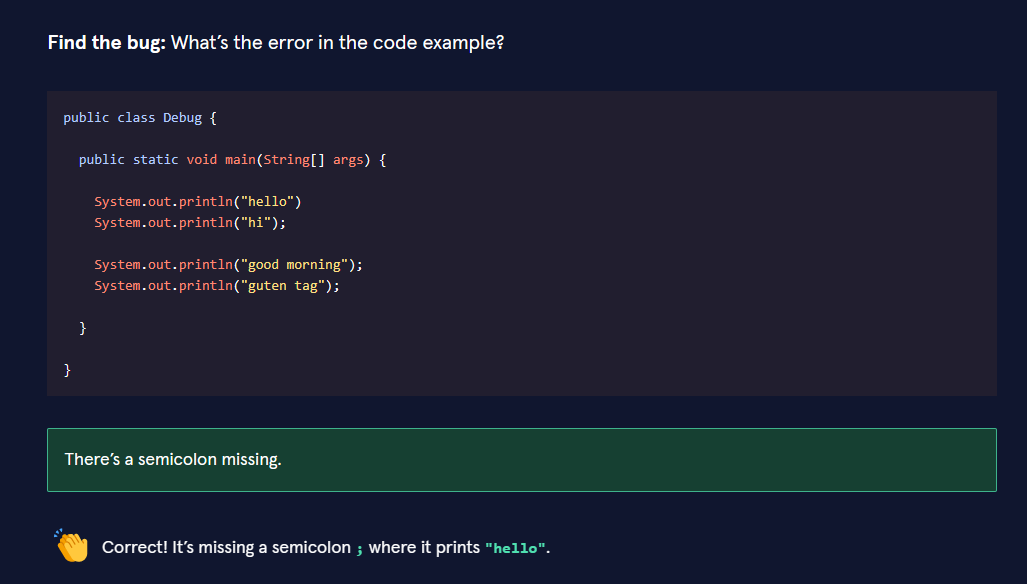 Find the bug: What’s the error in the code example?
public class Debug {
public static void main(String[] args) {
System.out.println("hello")
System.out.println("hi");
System.out.println("good morning");
System.out.println("guten tag");
}
}
There’s a semicolon missing.
Correct! It’s missing a semicolon ; where it prints "hello".